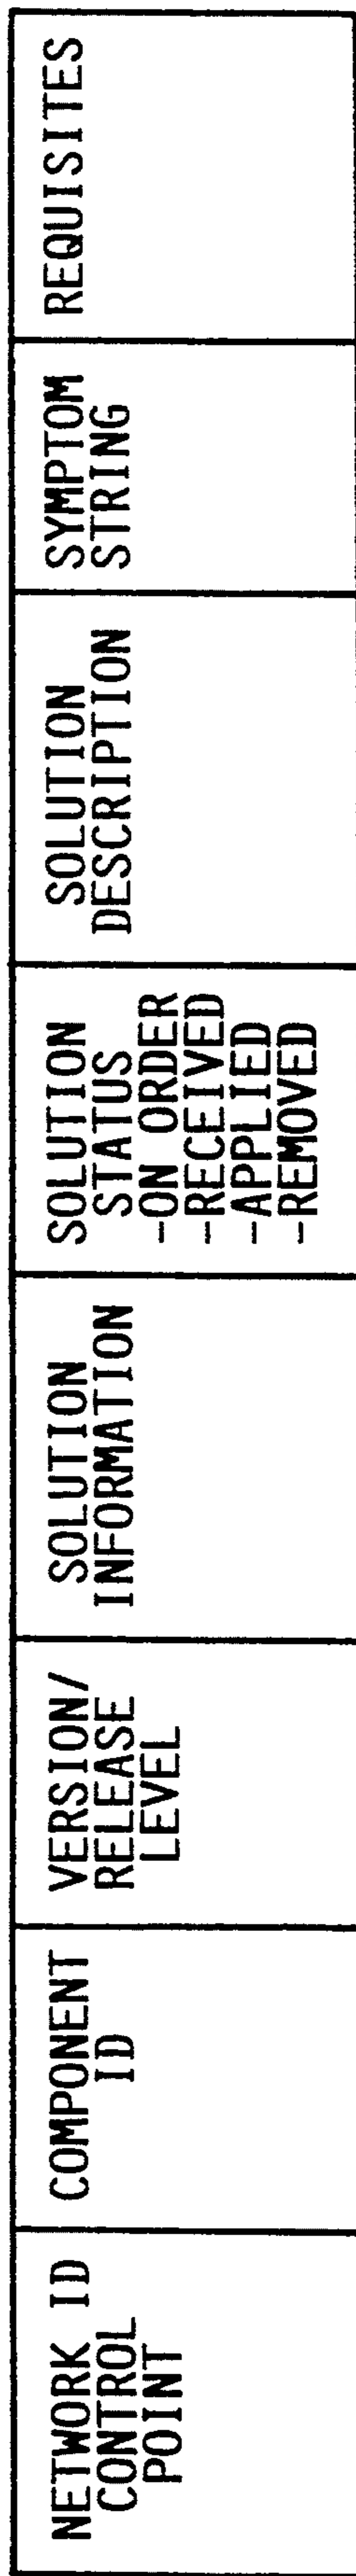 NETWORK ID
CONTROL
POINT
COMPONENT
ID
VERSION/
RELEASE
LEVEL
SOLUTION
INFORMATION
SOLUTION
STATUS
-ON ORDER
-RECEIVED
-APPLIED
-REMOVED
SOLUTION
DESCRIPTION
SYMPTOM
STRING
REQUISITES